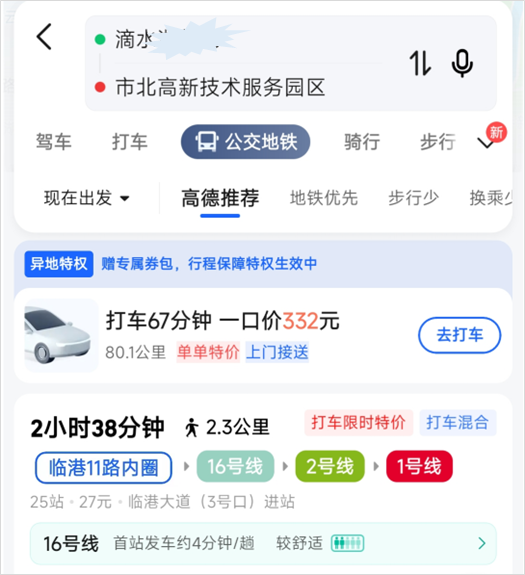 滴水
市北高新技术服务园区
驾车 打车 公交地铁 骑行 步行 新
现在出发 高德推荐 地铁优先 步行少 换乘少
异地特权 赠专属券包，行程保障特权生效中
打车67分钟 一口价332元
去打车
80.1公里 单单特价 上门接送
2小时38分钟 2.3公里 打车限时特价 打车混合
临港11路内圈 16号线 2号线 1号线
25站·27元·临港大道（3号口）进站
16号线 首站发车约4分钟/趟 较舒适